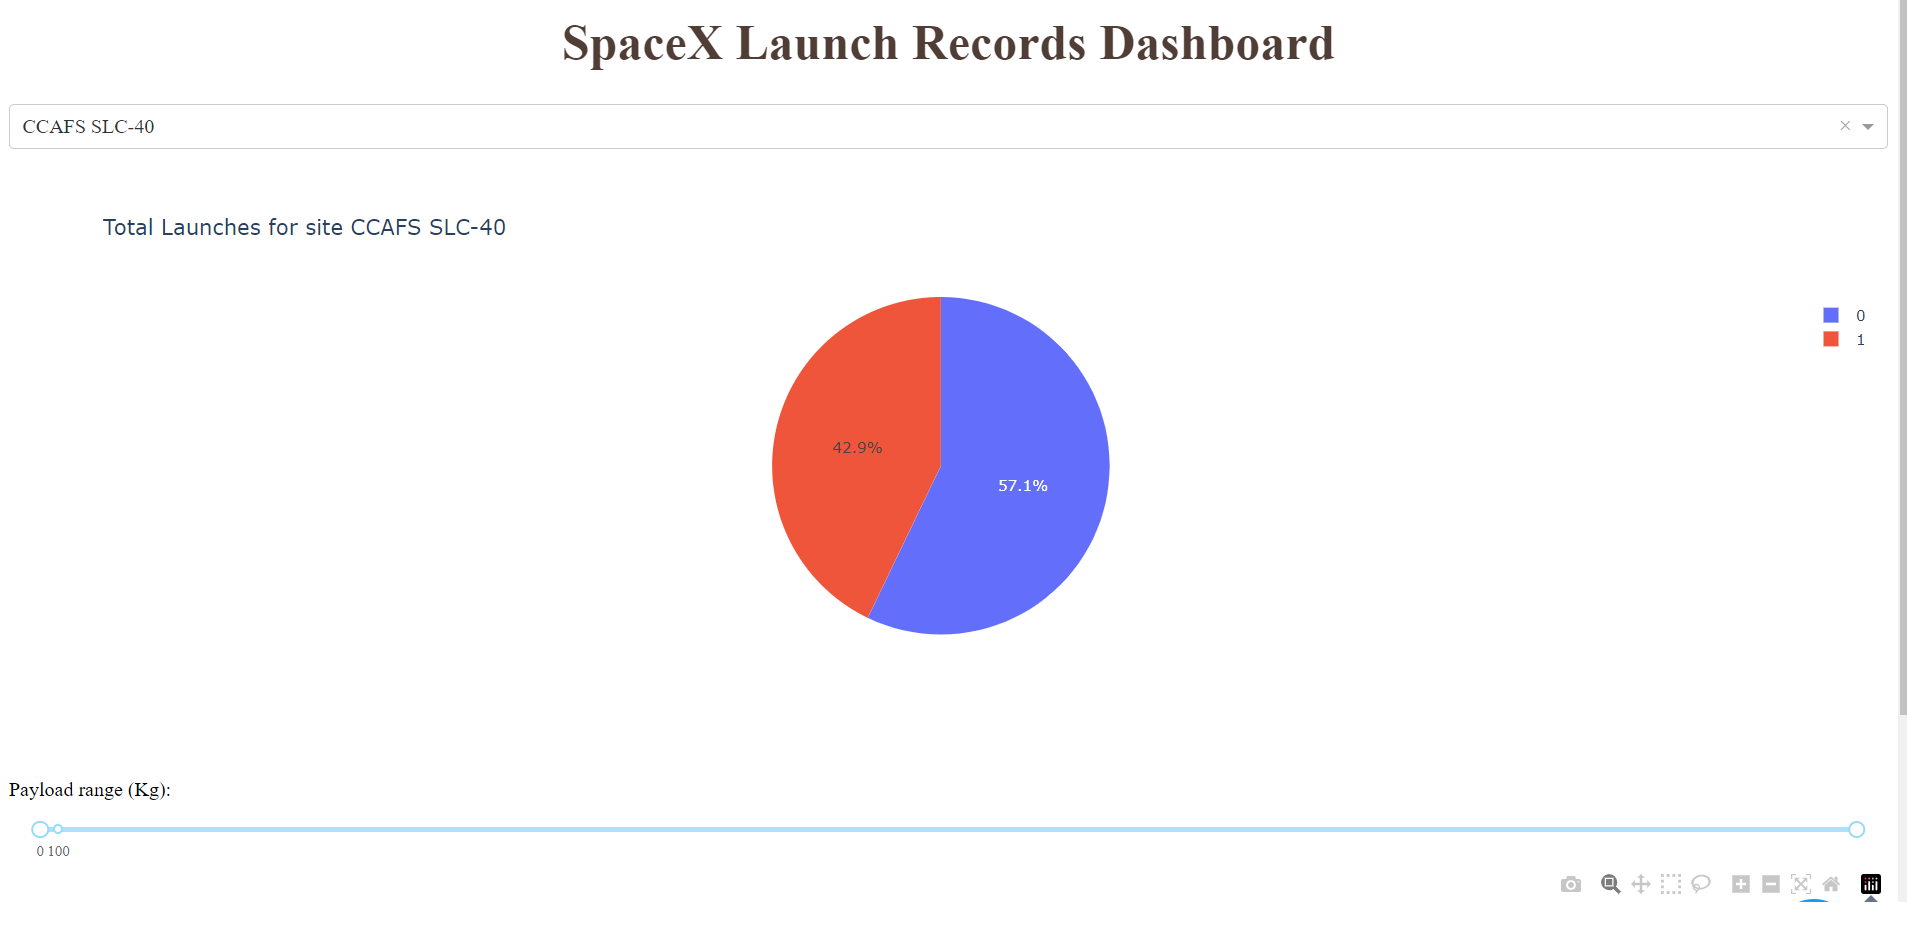 SpaceX Launch Records Dashboard
CCAFS SLC-40
Total Launches for site CCAFS SLC-40
0
1
42.9%
57.1%
Payload range (Kg):
0 100